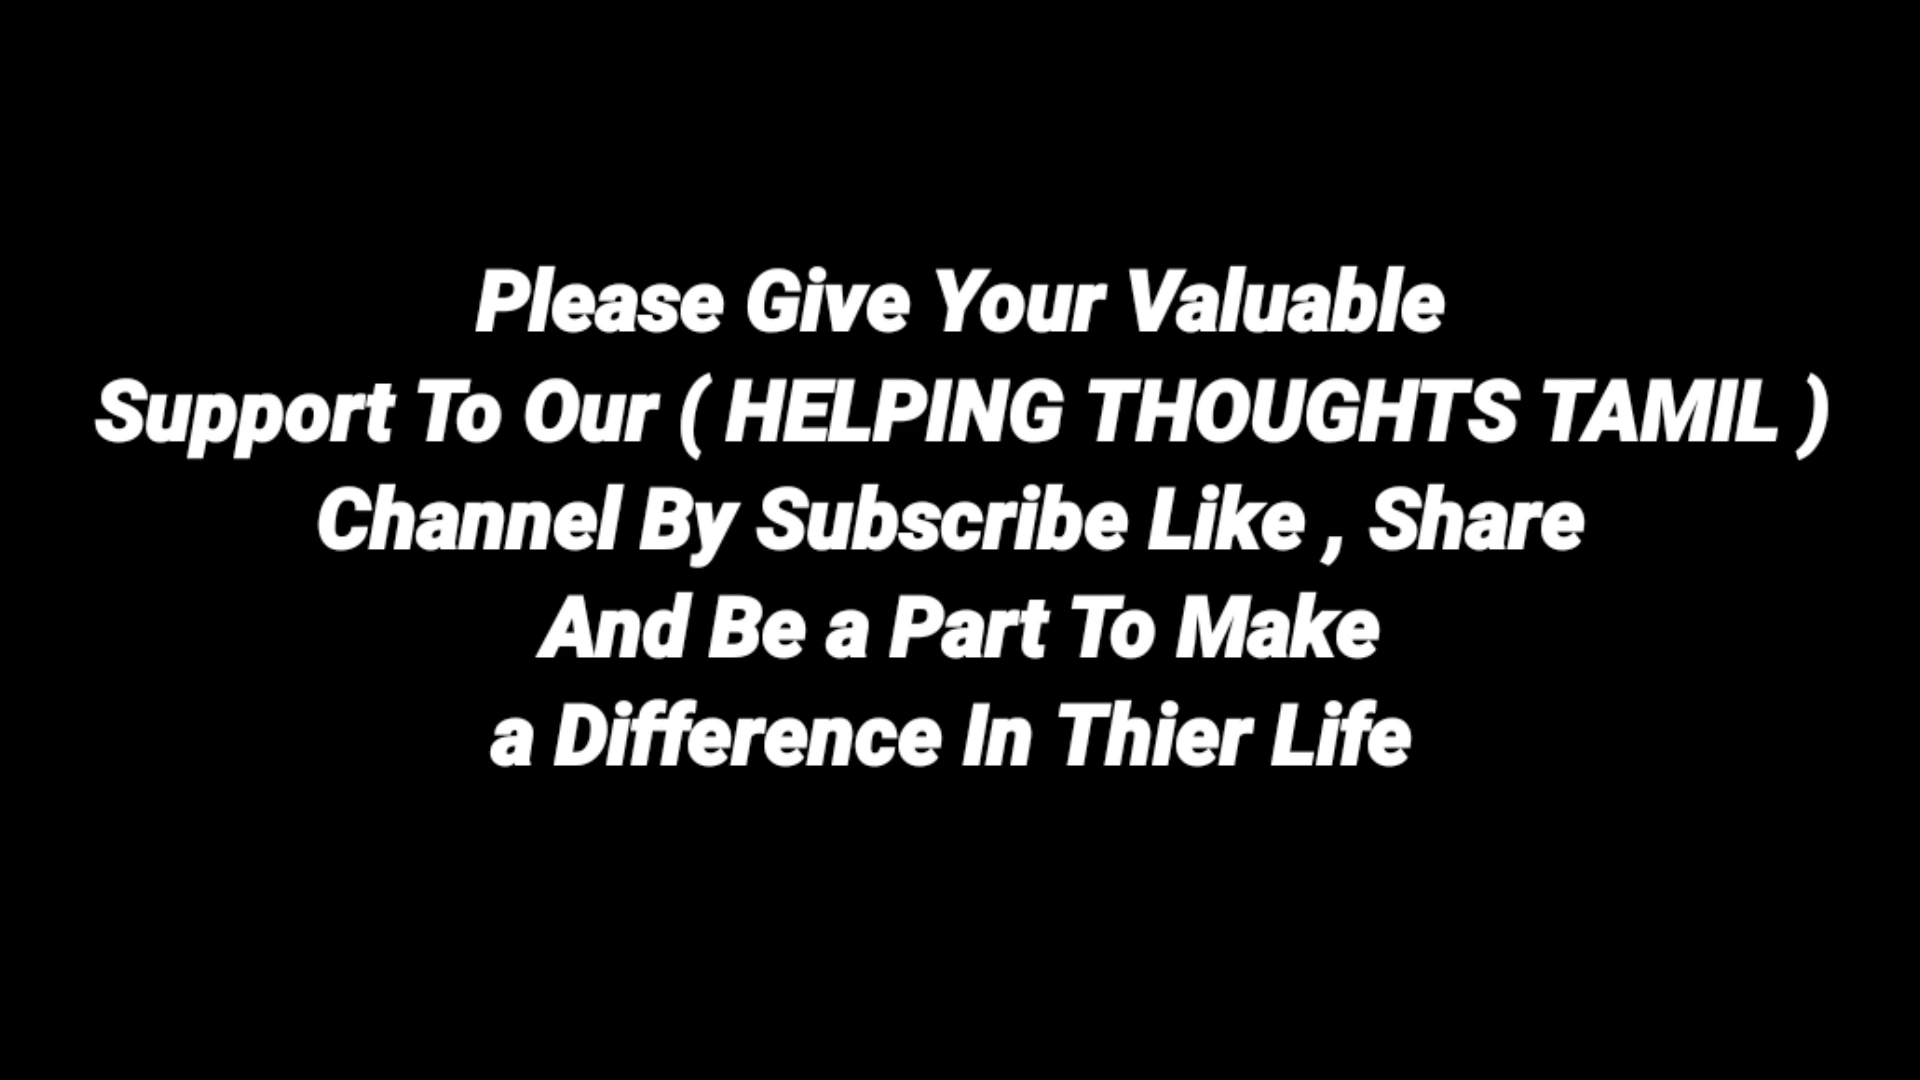 Please Give Your Valuable
Support To Our ( HELPING THOUGHTS TAMIL )
Channel By Subscribe Like , Share
And Be a Part To Make
a Difference In Thier Life